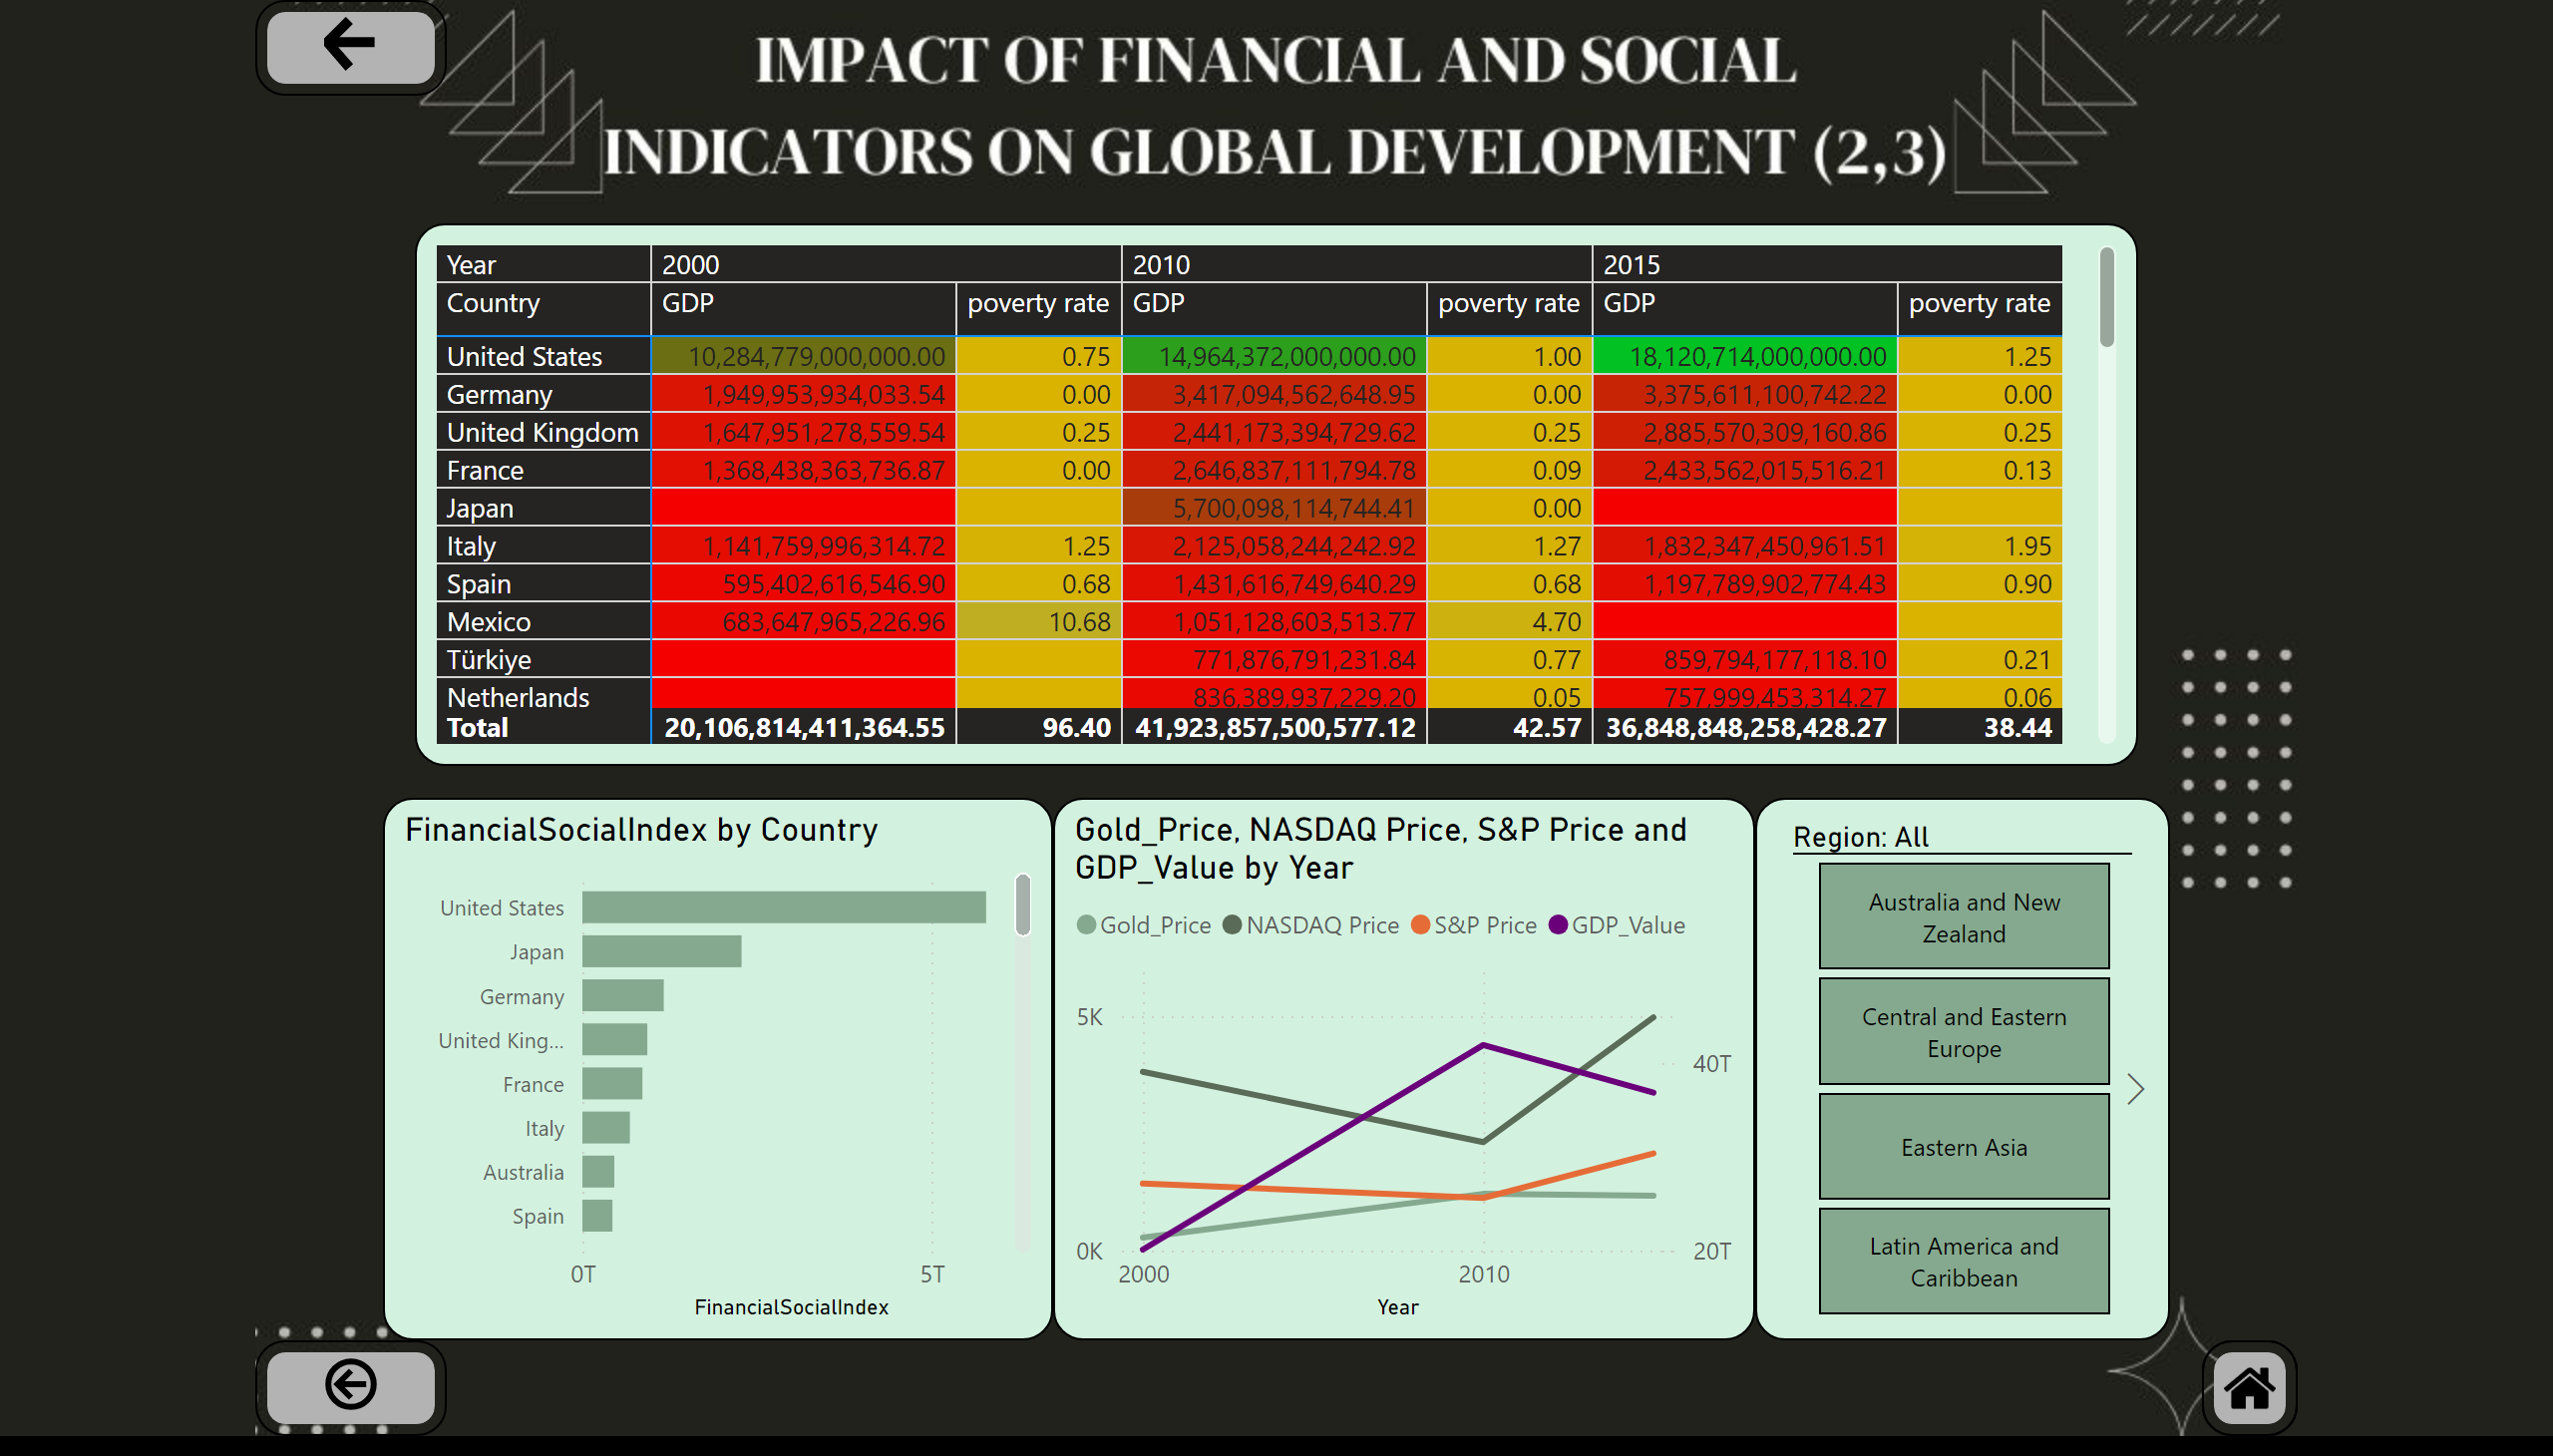 IMPACT OF FINANCIAL AND SOCIAL
INDICATORS ON GLOBAL DEVELOPMENT (2,3)
Year 2000 2010 2015
Country GDP poverty rate GDP poverty rate GDP poverty rate
United States 10,284,779,000,000.00 0.75 14,964,372,000,000.00 1.00 18,120,714,000,000.00 1.25
Germany 1,949,953,934,033.54 0.00 3,417,094,562,648.95 0.00 3,375,611,100,742.22 0.00
United Kingdom 1,647,951,278,559.54 0.25 2,441,173,394,729.62 0.25 2,885,570,309,160.86 0.25
France 1,368,438,363,736.87 0.00 2,646,837,111,794.78 0.09 2,433,562,015,516.21 0.13
Japan 5,700,098,114,744.41 0.00
Italy 1,141,759,996,314.72 1.25 2,125,058,244,242.92 1.27 1,832,347,450,961.51 1.95
Spain 595,402,616,546.90 0.68 1,431,616,749,640.29 0.68 1,197,789,902,774.43 0.90
Mexico 683,647,965,226.96 10.68 1,051,128,603,513.77 4.70
Türkiye 771,876,791,231.84 0.77 859,794,177,118.10 0.21
Netherlands 836,389,937,229.20 0.05 757,999,453,314.27 0.06
Total 20,106,814,411,364.55 96.40 41,923,857,500,577.12 42.57 36,848,848,258,428.27 38.44
FinancialSocialIndex by Country
United States
Japan
Germany
United King...
France
Italy
Australia
Spain
0T 5T
FinancialSocialIndex
Gold_Price, NASDAQ Price, S&P Price and
GDP_Value by Year
Gold_Price NASDAQ Price S&P Price GDP_Value
5K
40T
0K 20T
2000 2010
Year
Region: All
Australia and New
Zealand
Central and Eastern
Europe
Eastern Asia
Latin America and
Caribbean